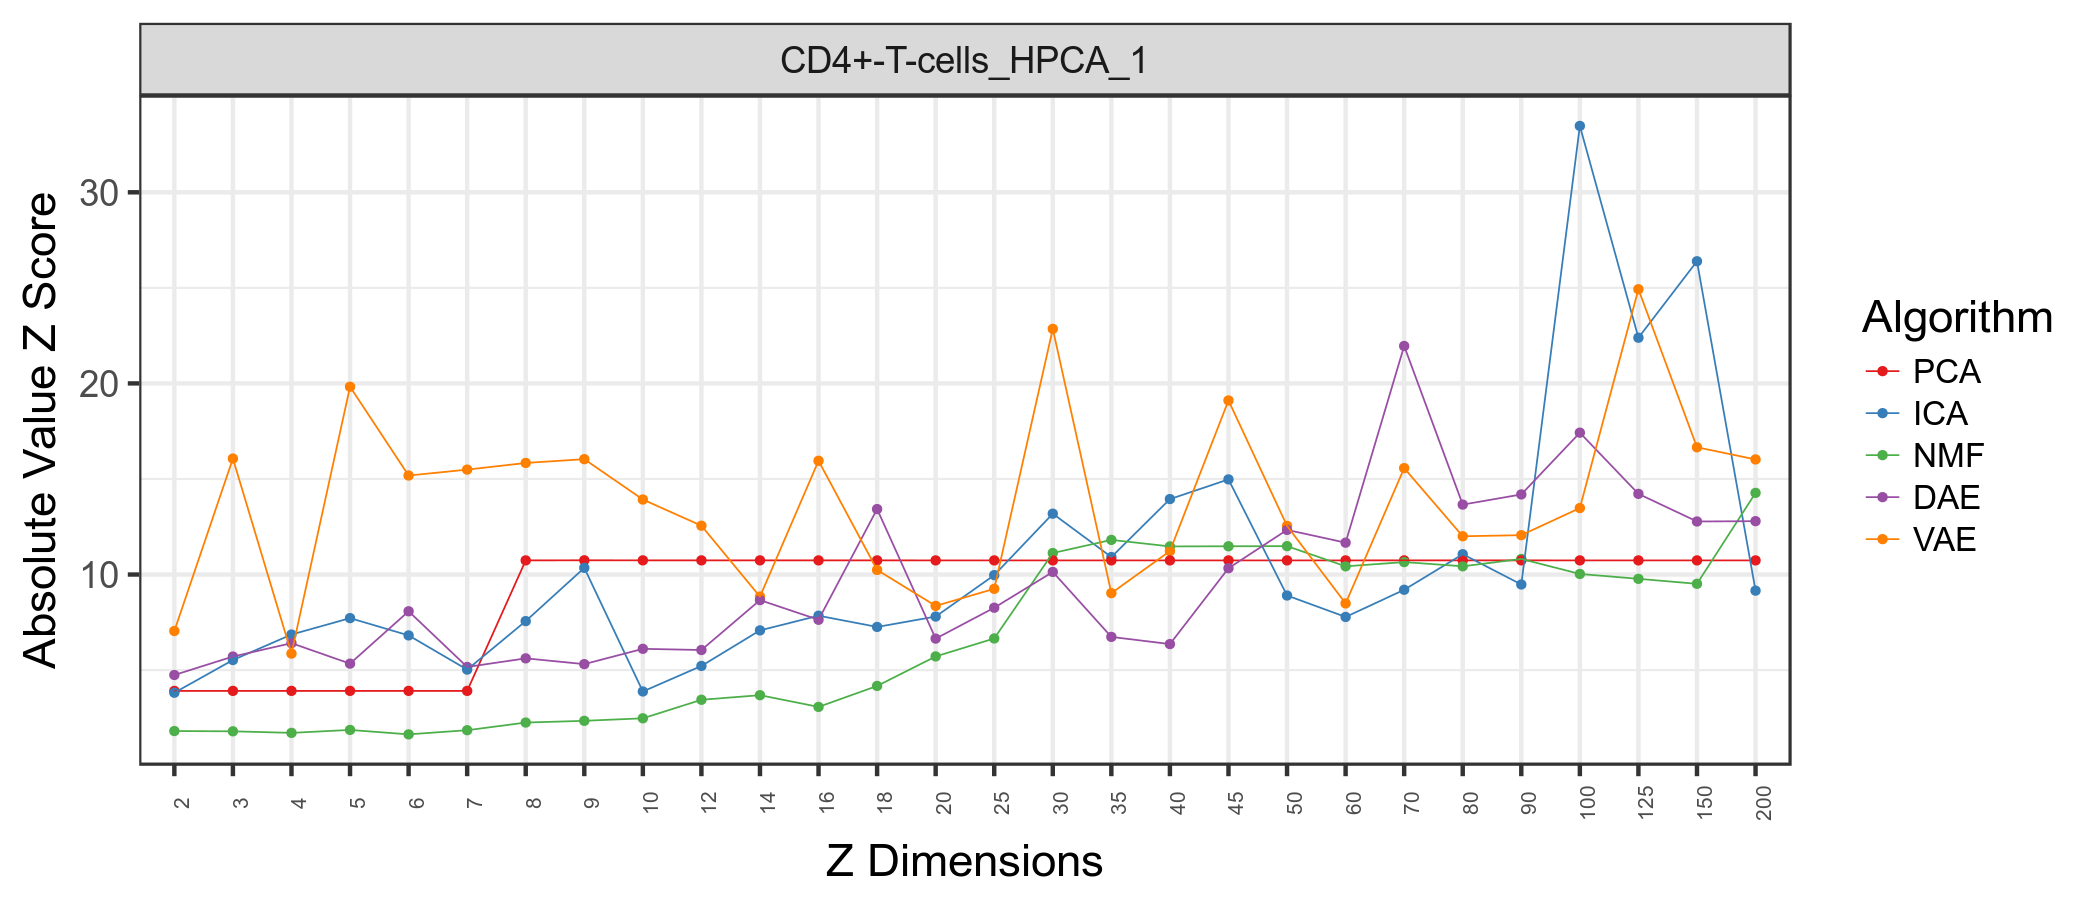 CD4+-T-cells_HPCA_1
Absolute Value Z Score
30
20
10
2 3 4 5 6 7 8 9 10 12 14 16 18 20 25 30 35 40 45 50 60 70 80 90 100 125 150 200
Z Dimensions
Algorithm
PCA
ICA
NMF
DAE
VAE